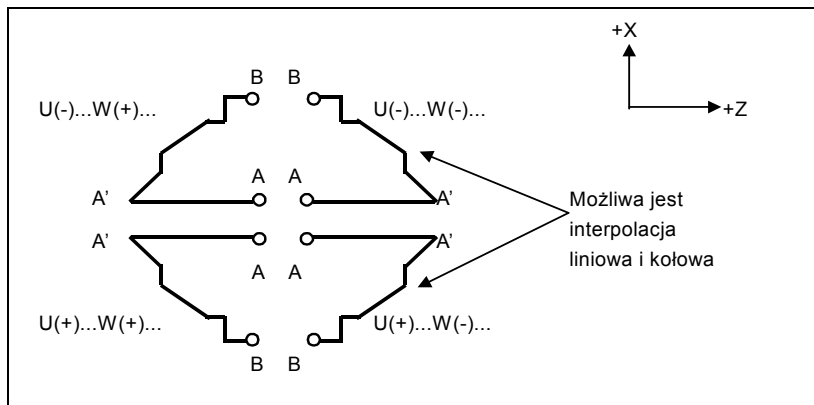 +X
+Z
B B
U(-)...W(+)... U(-)...W(-)...
A A
A' A'
Możliwa jest
interpolacja
liniowa i kołowa
A' A'
A A
U(+)...W(+)... U(+)...W(-)...
B B